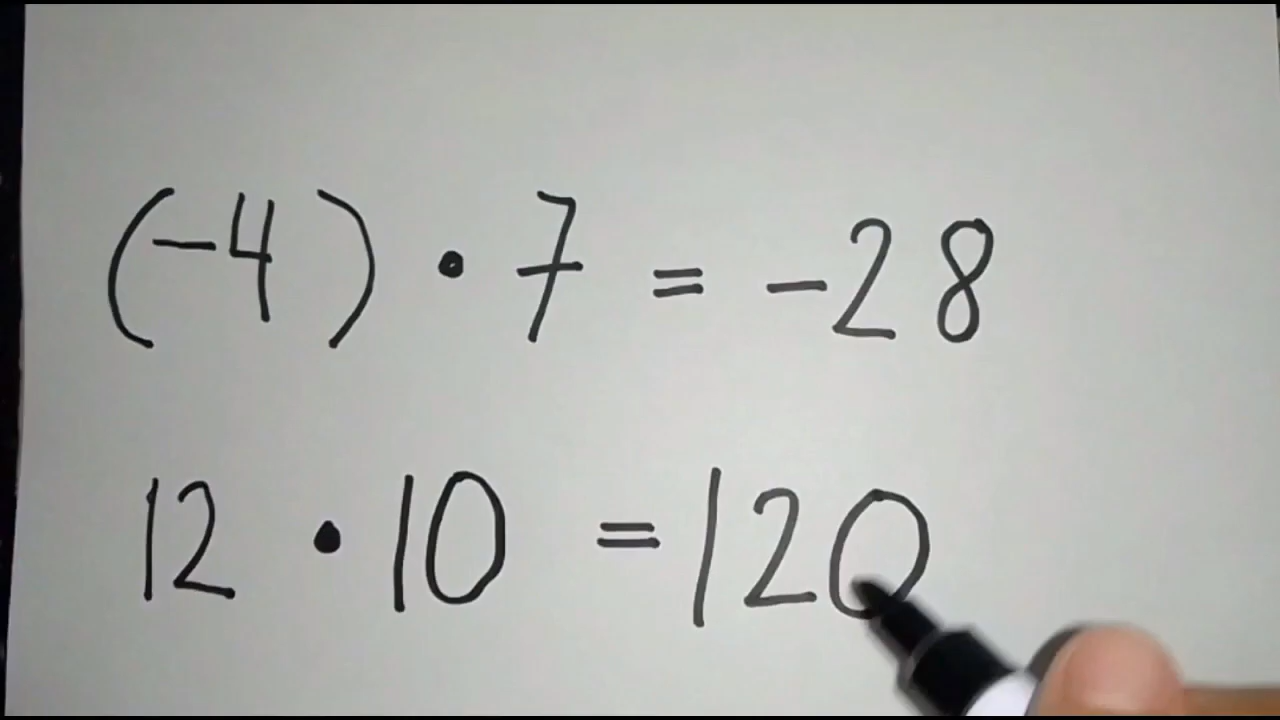 (-4) · 7 = -28
12 · 10 = 120